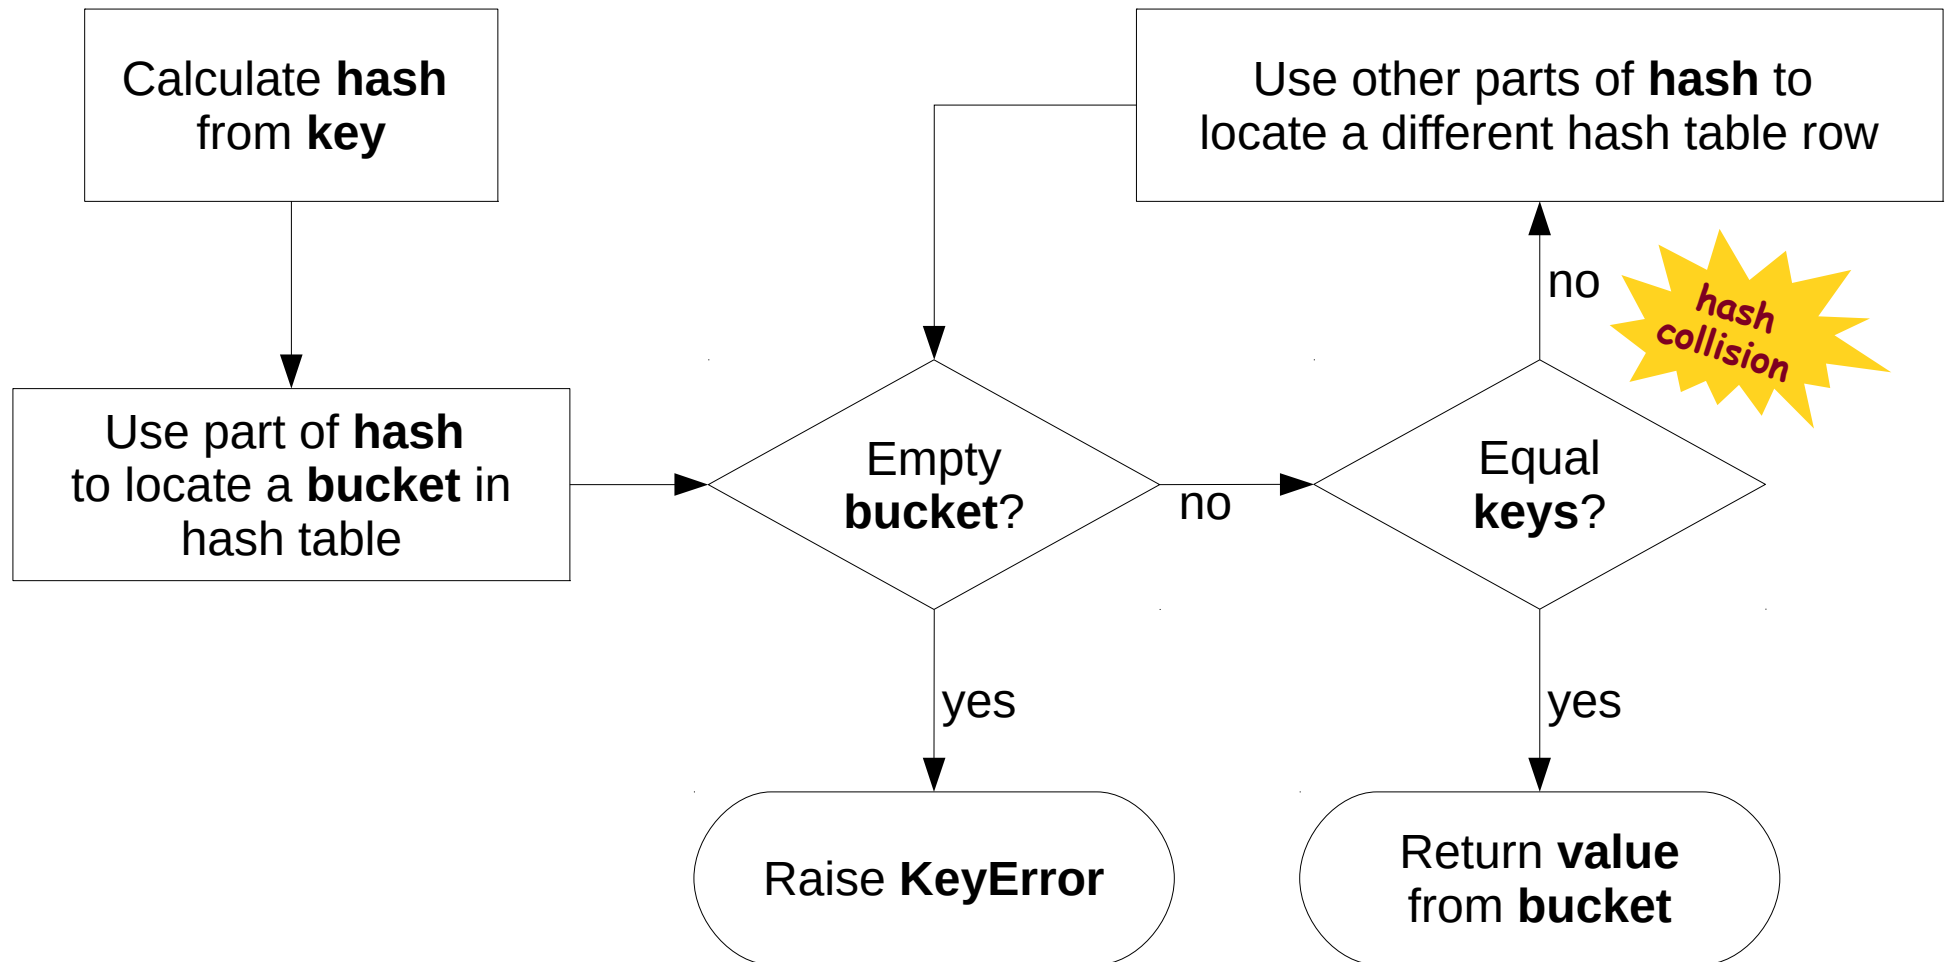 Calculate hash
from key
Use part of hash
to locate a bucket in
hash table
Empty
bucket?
no
yes
Raise KeyError
Equal
keys?
no
hash
collision
Use other parts of hash to
locate a different hash table row
yes
Return value
from bucket